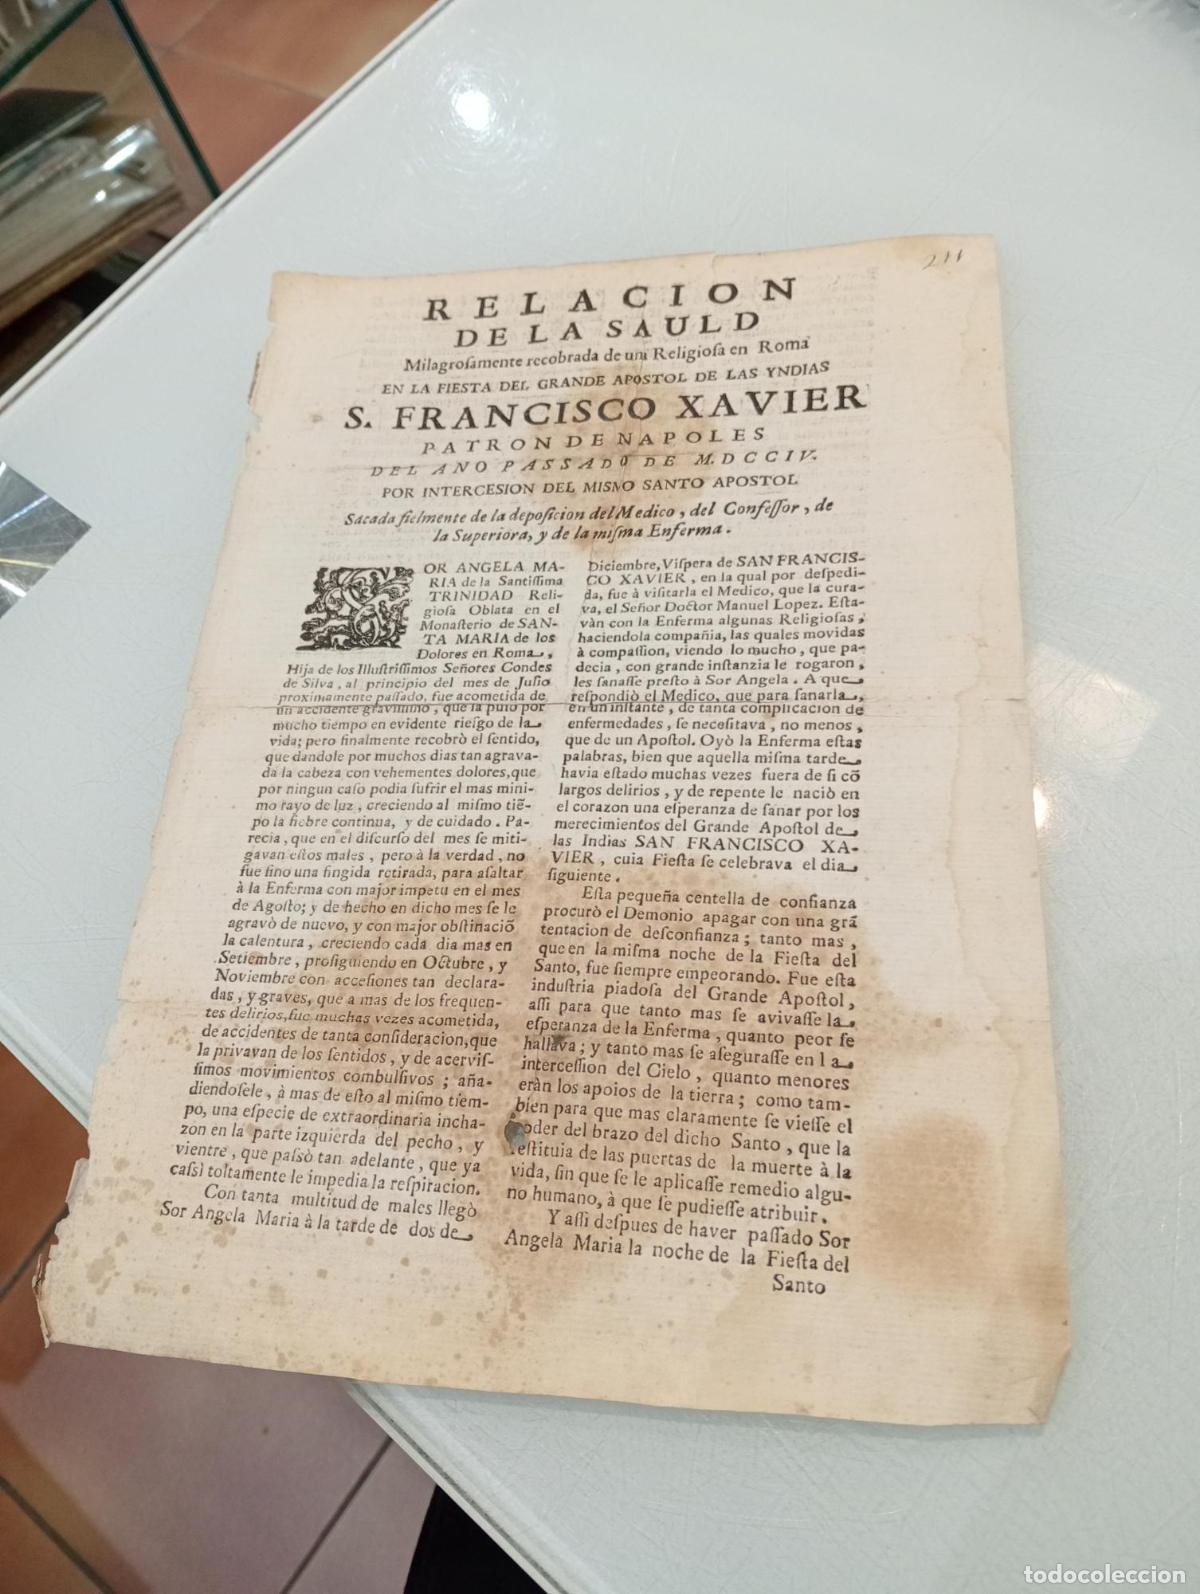 211
RELACION
DE LA SAULD
Milagroſamente recobrada de una Religioſa en Roma
EN LA FIESTA DEL GRANDE APOSTOL DE LAS YNDIAS
S. FRANCISCO XAVIER
PATRON DE NAPOLES
DEL ANO PASSADO DE M.DCCIV.
POR INTERCESION DEL MISMO SANTO APOSTOL
Sacada fielmente de la depoſicion del Medico, del Confeſſor, de
la Superiora, y de la miſma Enferma.
SOR ANGELA MA-
RIA de la Santiſſima
TRINIDAD Reli-
gioſa Oblata en el
Monaſterio de SAN-
TA MARIA de los
Dolores en Roma,
Hija de los Illuſtriſſimos Señores Condes
de Silva, al principio del mes de Julio
proximamente paſſado, fue acometida de
un accidente graviſſimo, que la puſo por
mucho tiempo en evidente rieſgo de la
vida; pero finalmente recobrò el ſentido,
que dandole por muchos dias tan agrava-
da la cabeza con vehementes dolores, que
por ningun caſo podia ſufrir el mas mini-
mo rayo de luz, creciendo al miſmo tiẽ-
po la fiebre continua, y de cuidado. Pa-
recia, que en el diſcurſo del mes ſe miti-
gavan eſtos males, pero à la verdad, no
fue ſino una fingida retirada, para aſaltar
à la Enferma con major impetu en el mes
de Agoſto; y de hecho en dicho mes ſe le
agravò de nuevo, y con major obſtinaciõ
la calentura, creciendo cada dia mas en
Setiembre, proſiguiendo en Octubre, y
Noviembre con acceſiones tan declara-
das, y graves, que a mas de los frequen-
tes delirios, fue muchas vezes acometida,
de accidentes de tanta conſideracion, que
la privavan de los ſentidos, y de acerviſ-
ſimos movimientos combulſivos; aña-
diendoſele, à mas de eſto al miſmo tiem-
po, una eſpecie de extraordinaria incha-
zon en la parte izquierda del pecho, y
vientre, que paſsò tan adelante, que ya
caſſi toſtamente le impedia la reſpiracion.
Con tanta multitud de males llegò
Sor Angela Maria à la tarde de dos de
Diciembre, Viſpera de SAN FRANCIS-
CO XAVIER, en la qual por deſpedi-
da, fue à viſitarla el Medico, que la cura-
va, el Señor Doctor Manuel Lopez. Eſta-
vàn con la Enferma algunas Religioſas,
haciendola compañia, las quales movidas
à compaſſion, viendo lo mucho, que pa-
decia, con grande inſtanzia le rogaron,
les ſanaſſe preſto à Sor Angela. A que
reſpondiò el Medico, que para ſanarla,
en un inſtante, de tanta complicacion de
enfermedades, ſe neceſitava, no menos,
que de un Apoſtol. Oyò la Enferma eſtas
palabras, bien que aquella miſma tarde
havia eſtado muchas vezes fuera de ſi cõ
largos delirios, y de repente le naciò en
el corazon una eſperanza de ſanar por los
merecimientos del Grande Apoſtol de
las Indias SAN FRANCISCO XA-
VIER, cuia Fieſta ſe celebrava el dia
ſiguiente.
Eſta pequeña centella de confianza
procurò el Demonio apagar con una grã
tentacion de deſconfianza; tanto mas,
que en la miſma noche de la Fieſta del
Santo, fue ſiempre empeorando. Fue eſta
induſtria piadoſa del Grande Apoſtol,
aſſi para que tanto mas ſe avivaſſe la
eſperanza de la Enferma, quanto peor ſe
hallava; y tanto mas ſe aſeguraſſe en la
interceſſion del Cielo, quanto menores
eràn los apoios de la tierra; como tam-
bien para que mas claramente ſe vieſſe el
poder del brazo del dicho Santo, que la
reſtituia de las puertas de la muerte à la
vida, ſin que ſe le aplicaſſe remedio algu-
no humano, à que ſe pudieſſe atribuir.
Y aſſi deſpues de haver paſſado Sor
Angela Maria la noche de la Fieſta del
Santo
todocoleccion